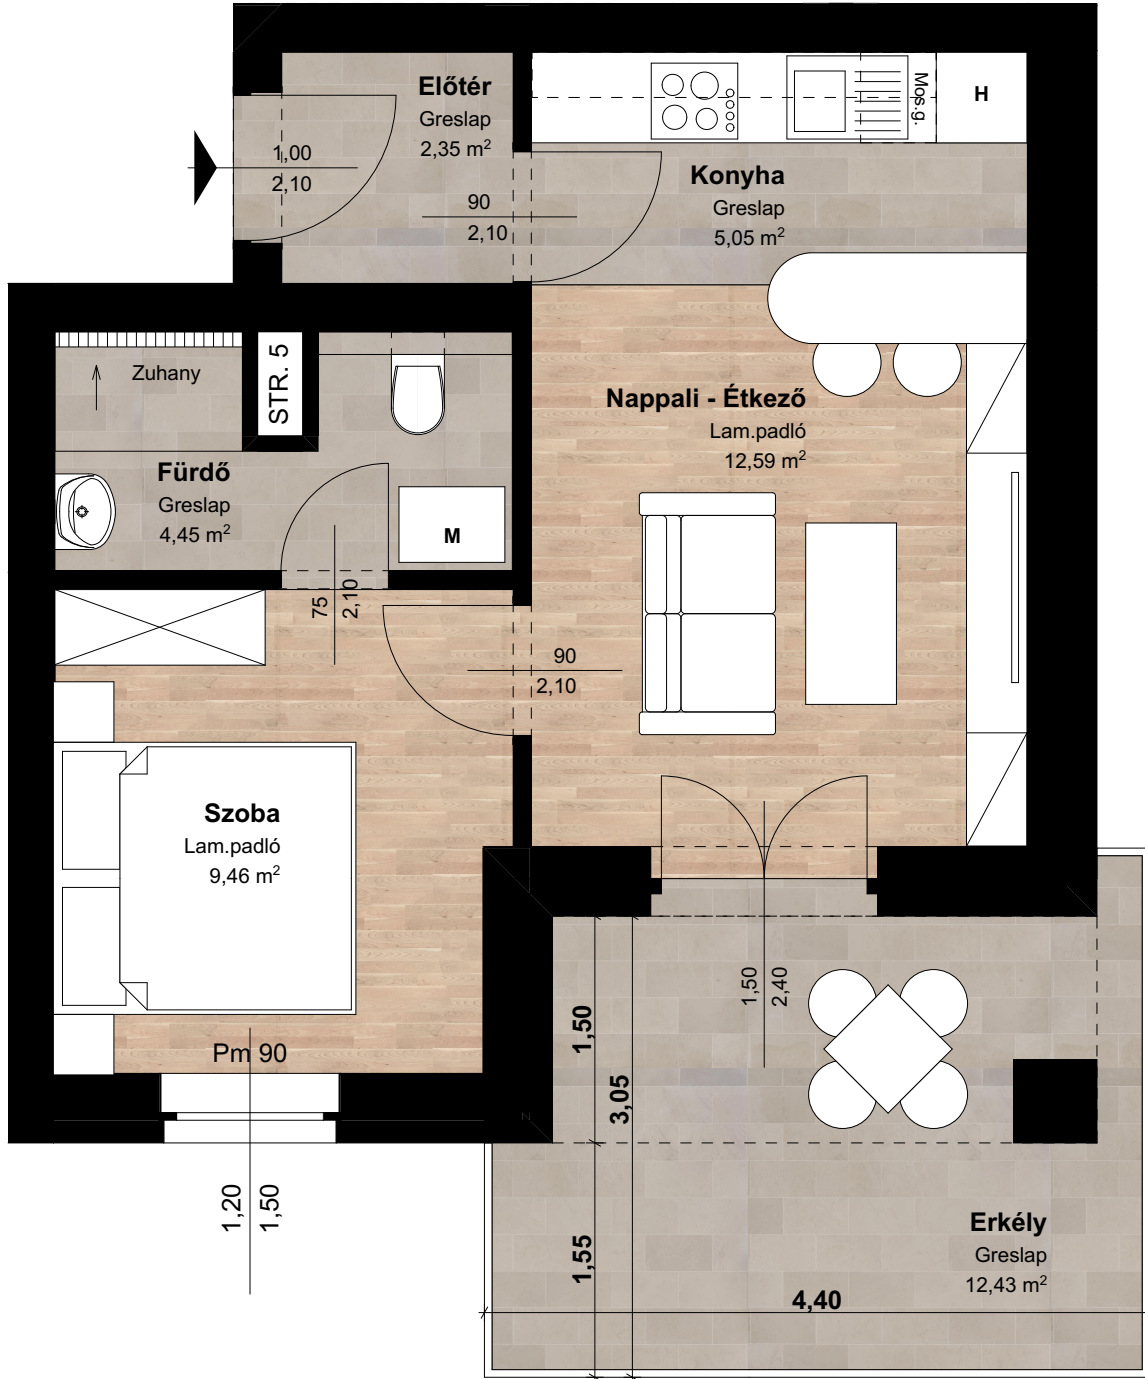 Előtér
Greslap
2,35 m²
1,00
2,10
90
2,10
Mos.g.
H
Konyha
Greslap
5,05 m²
Zuhany
STR. 5
Fürdő
Greslap
4,45 m²
M
75
2,10
Nappali - Étkező
Lam.padló
12,59 m²
90
2,10
Szoba
Lam.padló
9,46 m²
Pm 90
1,20
1,50
1,50
2,40
1,50
3,05
1,55
Erkély
Greslap
12,43 m²
4,40